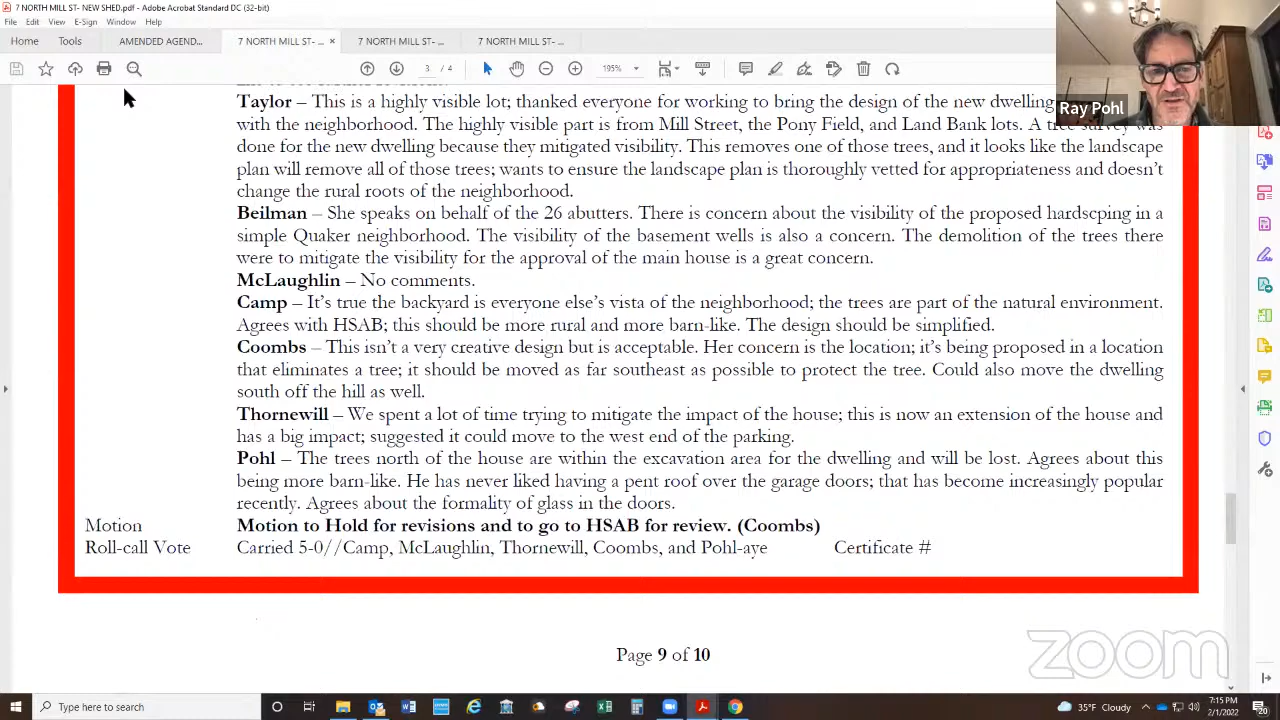 7 NORTH MILL ST- NEW SHED.pdf - Adobe Acrobat Standard DC (32-bit)
File Edit View E-Sign Window Help
Home Tools AMENDED AGEND... 7 NORTH MILL ST- ... × 7 NORTH MILL ST- ... 7 NORTH MILL ST- ...
3 / 4 195%
Ray Pohl
Taylor – This is a highly visible lot; thanked everyone for working to bring the design of the new dwelling
with the neighborhood. The highly visible part is from Mill Street, the Pony Field, and Land Bank lots. A tree survey was
done for the new dwelling because they mitigated visibility. This removes one of those trees, and it looks like the landscape
plan will remove all of those trees; wants to ensure the landscape plan is thoroughly vetted for appropriateness and doesn't
change the rural roots of the neighborhood.
Beilman – She speaks on behalf of the 26 abutters. There is concern about the visibility of the proposed hardscping in a
simple Quaker neighborhood. The visibility of the basement wells is also a concern. The demolition of the trees there
were to mitigate the visibility for the approval of the main house is a great concern.
McLaughlin – No comments.
Camp – It's true the backyard is everyone else's vista of the neighborhood; the trees are part of the natural environment.
Agrees with HSAB; this should be more rural and more barn-like. The design should be simplified.
Coombs – This isn't a very creative design but is acceptable. Her concern is the location; it's being proposed in a location
that eliminates a tree; it should be moved as far southeast as possible to protect the tree. Could also move the dwelling
south off the hill as well.
Thornewill – We spent a lot of time trying to mitigate the impact of the house; this is now an extension of the house and
has a big impact; suggested it could move to the west end of the parking.
Pohl – The trees north of the house are within the excavation area for the dwelling and will be lost. Agrees about this
being more barn-like. He has never liked having a pent roof over the garage doors; that has become increasingly popular
recently. Agrees about the formality of glass in the doors.
Motion Motion to Hold for revisions and to go to HSAB for review. (Coombs)
Roll-call Vote Carried 5-0//Camp, McLaughlin, Thornewill, Coombs, and Pohl-aye Certificate #
Page 9 of 10
zoom
Type here to search
35°F Cloudy
7:15 PM
2/1/2022
20